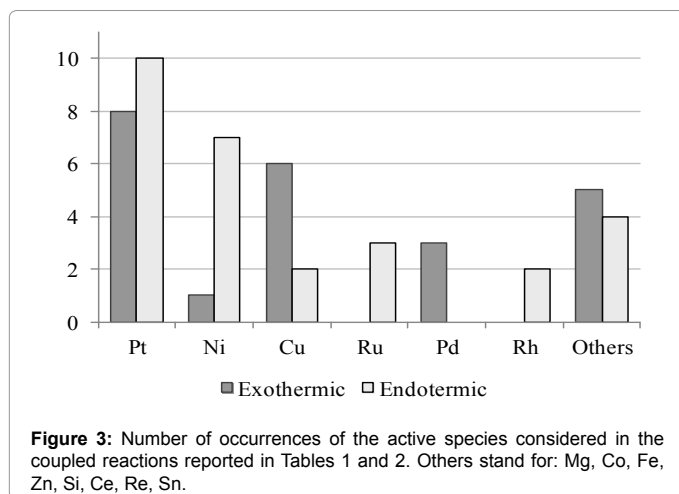 10
8
6
4
2
0
Pt Ni Cu Ru Pd Rh Others
Exothermic Endotermic
Figure 3: Number of occurrences of the active species considered in the
coupled reactions reported in Tables 1 and 2. Others stand for: Mg, Co, Fe,
Zn, Si, Ce, Re, Sn.